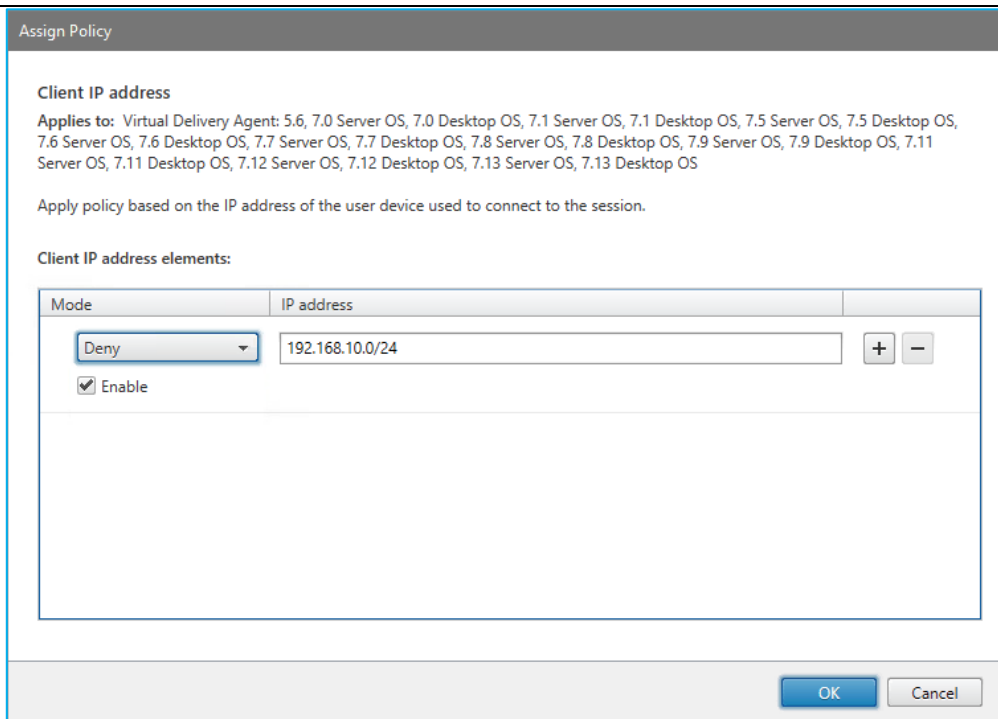 Assign Policy
Client IP address
Applies to: Virtual Delivery Agent: 5.6, 7.0 Server OS, 7.0 Desktop OS, 7.1 Server OS, 7.1 Desktop OS, 7.5 Server OS, 7.5 Desktop OS,
7.6 Server OS, 7.6 Desktop OS, 7.7 Server OS, 7.7 Desktop OS, 7.8 Server OS, 7.8 Desktop OS, 7.9 Server OS, 7.9 Desktop OS, 7.11
Server OS, 7.11 Desktop OS, 7.12 Server OS, 7.12 Desktop OS, 7.13 Server OS, 7.13 Desktop OS
Apply policy based on the IP address of the user device used to connect to the session.
Client IP address elements:
Mode IP address
Deny 192.168.10.0/24 + −
Enable
OK Cancel